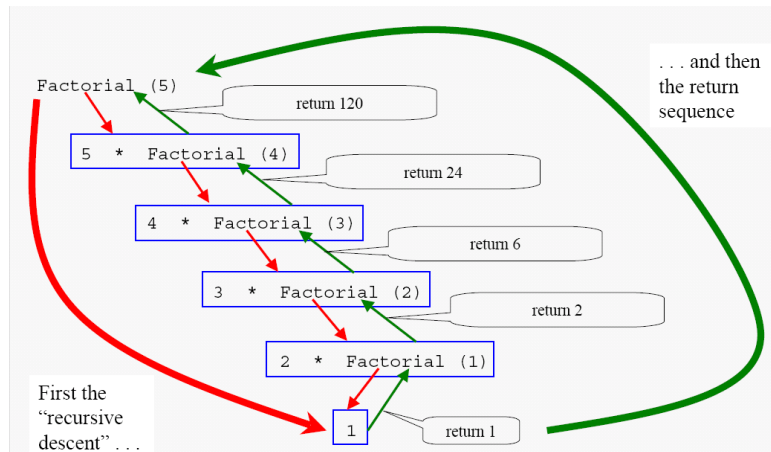 . . . and then
the return
sequence
Factorial (5)
return 120
5 * Factorial (4)
return 24
4 * Factorial (3)
return 6
3 * Factorial (2)
return 2
2 * Factorial (1)
First the
“recursive
descent” . . .
1
return 1